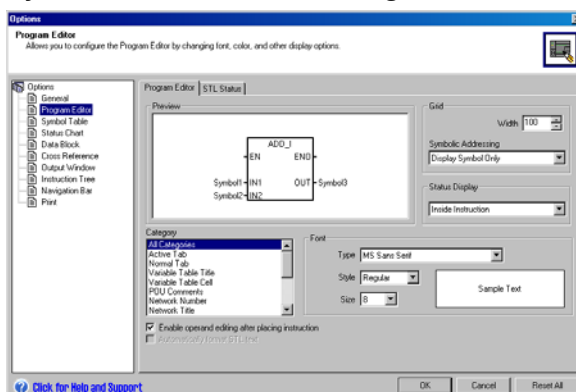 Options
Program Editor
Allows you to configure the Program Editor by changing font, color, and other display options.
Options
General
Program Editor
Symbol Table
Status Chart
Data Block
Cross Reference
Output Window
Instruction Tree
Navigation Bar
Print
Program Editor
STL Status
Preview
ADD_I
EN ENO
Symbol1 IN1 OUT Symbol3
Symbol2 IN2
Grid
Width 100
Symbolic Addressing
Display Symbol Only
Status Display
Inside Instruction
Category
All Categories
Active Tab
Normal Tab
Variable Table Title
Variable Table Cell
POU Comments
Network Number
Network Title
Font
Type MS Sans Serif
Style Regular
Size 8
Sample Text
Enable operand editing after placing instruction
Automatically format STL text
Click for Help and Support
OK Cancel Reset All